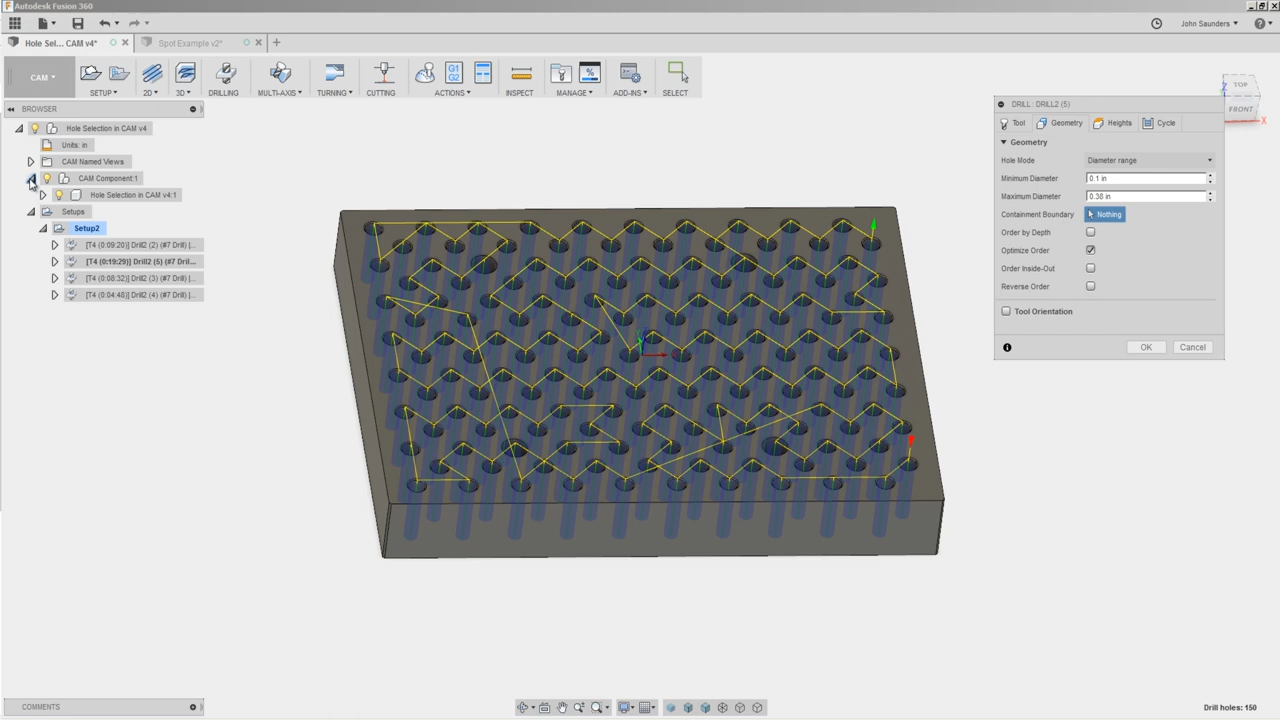 Autodesk Fusion 360
John Saunders
Hole Sel... CAM v4*
Spot Example v2*
CAM
SETUP
2D
3D
DRILLING
MULTI-AXIS
TURNING
CUTTING
G1
G2
ACTIONS
INSPECT
MANAGE
ADD-INS
SELECT
TOP
FRONT
Z
X
BROWSER
Hole Selection in CAM v4
Units: in
CAM Named Views
CAM Component:1
Hole Selection in CAM v4:1
Setups
Setup2
[T4 (0:09:20)] Drill2 (2) (#7 Drill) |...
[T4 (0:19:29)] Drill2 (5) (#7 Dril...
[T4 (0:08:32)] Drill2 (3) (#7 Drill) |...
[T4 (0:04:48)] Drill2 (4) (#7 Drill) |...
DRILL : DRILL2 (5)
Tool
Geometry
Heights
Cycle
Geometry
Hole Mode
Diameter range
Minimum Diameter
0.1 in
Maximum Diameter
0.38 in
Containment Boundary
Nothing
Order by Depth
Optimize Order
Order Inside-Out
Reverse Order
Tool Orientation
OK
Cancel
COMMENTS
Drill holes: 150